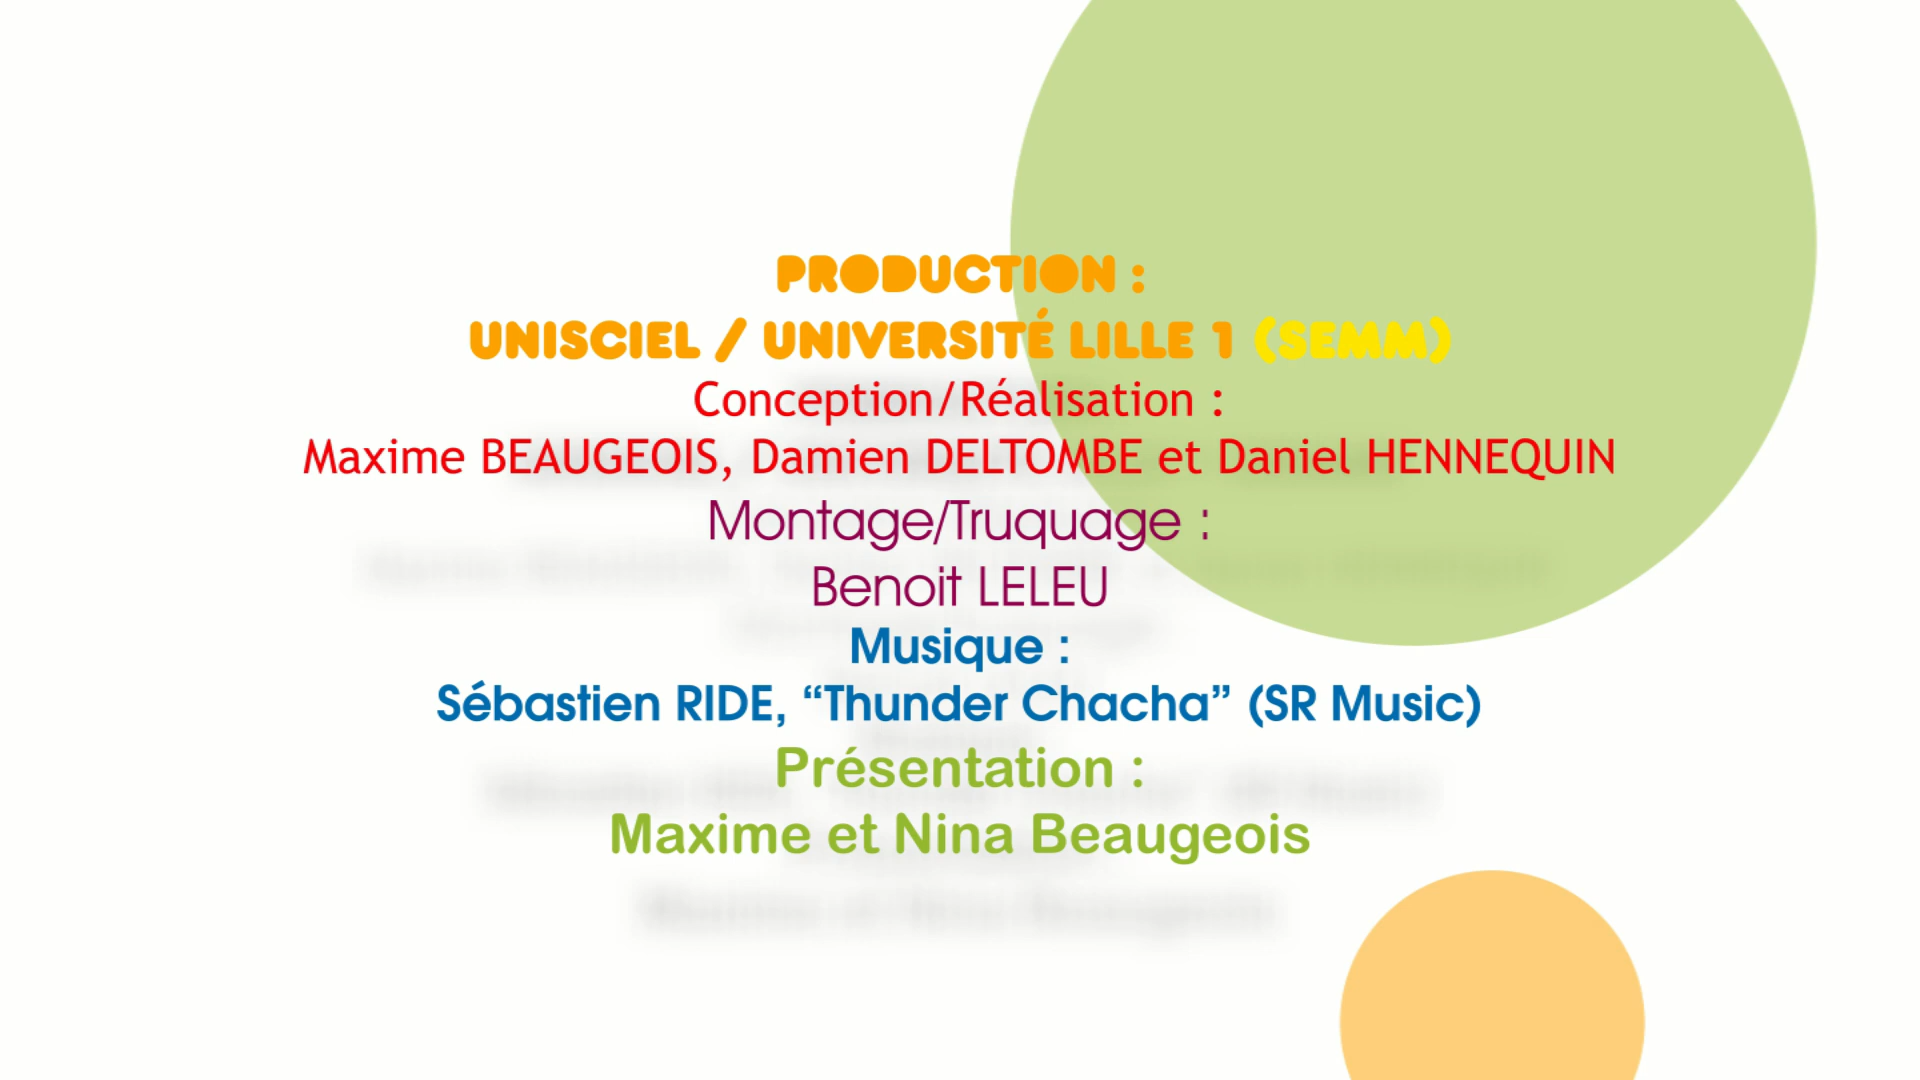 PRODUCTION :
UNISCIEL / UNIVERSITÉ LILLE 1 (SEMM)
Conception/Réalisation :
Maxime BEAUGEOIS, Damien DELTOMBE et Daniel HENNEQUIN
Montage/Truquage :
Benoit LELEU
Musique :
Sébastien RIDE, “Thunder Chacha” (SR Music)
Présentation :
Maxime et Nina Beaugeois